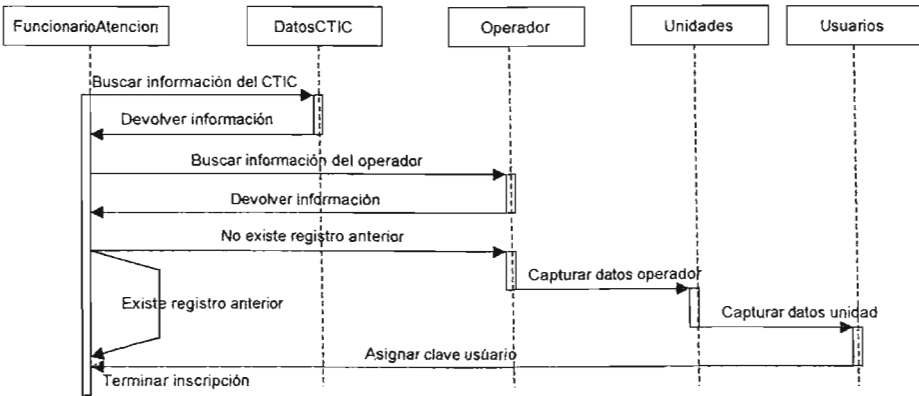 FuncionarioAtencion
DatosCTIC
Operador
Unidades
Usuarios
Buscar información del CTIC
Devolver información
Buscar información del operador
Devolver información
No existe registro anterior
Capturar datos operador
Existe registro anterior
Capturar datos unidad
Asignar clave usúario
Terminar inscripción